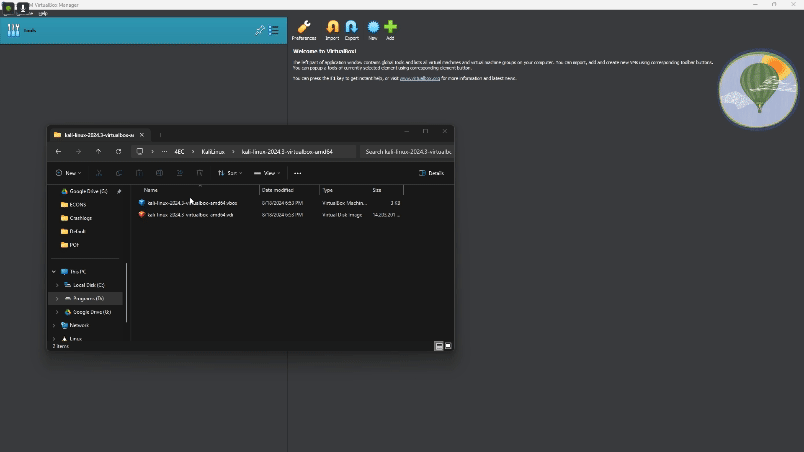 VirtualBox Manager
Help
Tools
Preferences
Import
Export
New
Add
Welcome to VirtualBox!
The left part of application window contains global tools and lists all virtual machines and virtual machine groups on your computer. You can import, add and create new VMs using corresponding toolbar buttons.
You can popup a tools of currently selected element using corresponding element button.
You can press the F1 key to get instant help, or visit www.virtualbox.org for more information and latest news.
kali-linux-2024.3-virtualbox-a
4EC
KaliLinux
kali-linux-2024.3-virtualbox-amd64
Search kali-linux-2024.3-virtualbo
New
Sort
View
Details
Name
Date modified
Type
Size
Google Drive (G:)
ECONS
Crashlogs
Default
PDF
This PC
Local Disk (C:)
Programs (D:)
Google Drive (G:)
Network
Linux
kali-linux-2024.3-virtualbox-amd64.vbox
8/18/2024 6:53 PM
VirtualBox Machin...
3 KB
kali-linux-2024.3-virtualbox-amd64.vdi
8/18/2024 6:53 PM
Virtual Disk Image
14,205,201 ...
2 items